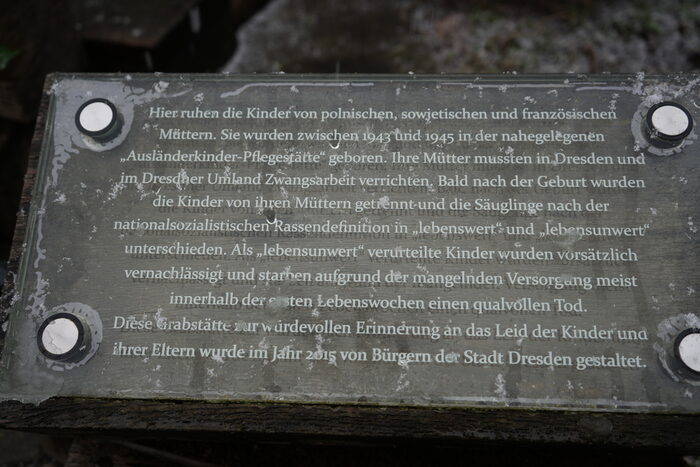 Hier ruhen die Kinder von polnischen, sowjetischen und französischen
Müttern. Sie wurden zwischen 1943 und 1945 in der nahegelegenen
„Ausländerkinder-Pflegestätte“ geboren. Ihre Mütter mussten in Dresden und
im Dresdner Umland Zwangsarbeit verrichten. Bald nach der Geburt wurden
die Kinder von ihren Müttern getrennt und die Säuglinge nach der
nationalsozialistischen Rassendefinition in „lebenswert“ und „lebensunwert“
unterschieden. Als „lebensunwert“ verurteilte Kinder wurden vorsätzlich
vernachlässigt und starben aufgrund der mangelnden Versorgung meist
innerhalb der ersten Lebenswochen einen qualvollen Tod.
Diese Grabstätte zur würdevollen Erinnerung an das Leid der Kinder und
ihrer Eltern wurde im Jahr 2015 von Bürgern der Stadt Dresden gestaltet.